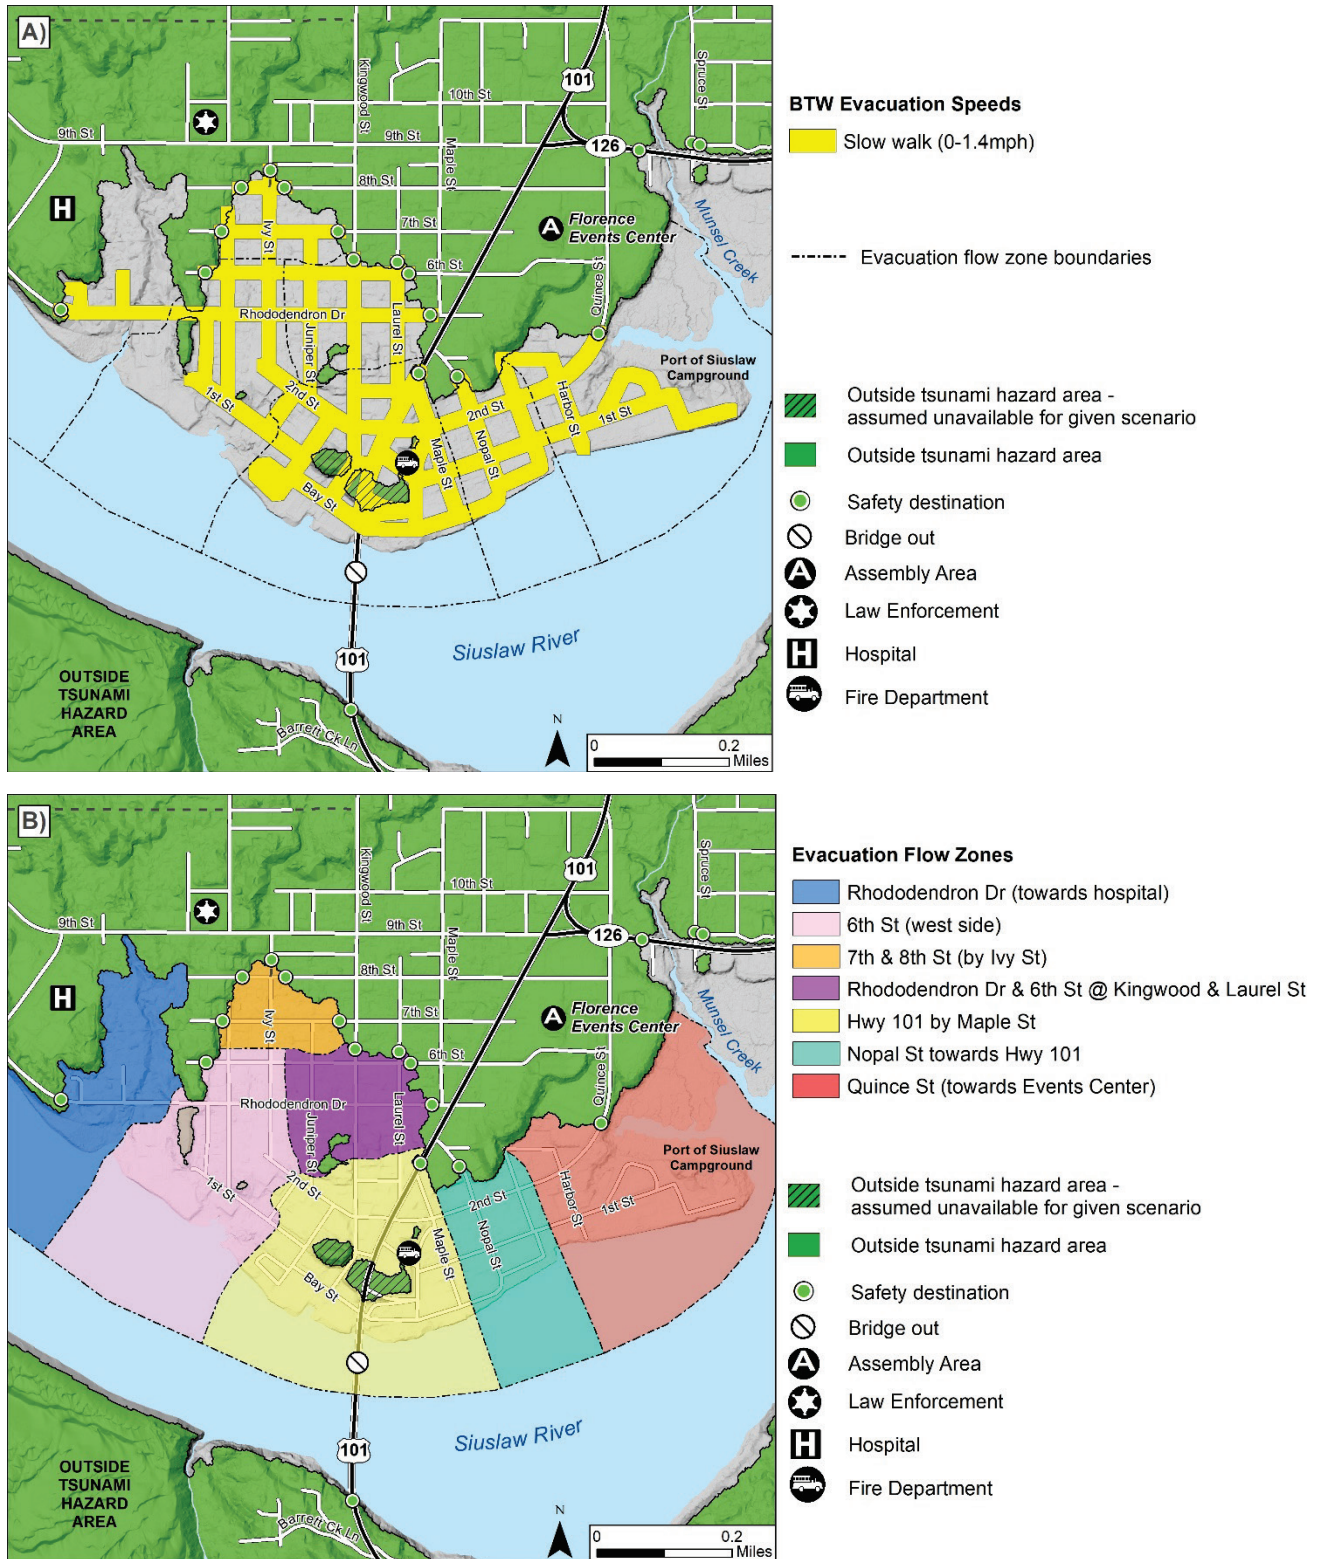 A)
101
Kingwood St
Spruce St
10th St
9th St
9th St
Maple St
126
8th St
H
Ivy St
7th St
A
Florence
Events Center
Munsel Creek
6th St
Quince St
Rhododendron Dr
Laurel St
Juniper St
Port of Siuslaw
Campground
1st St
2nd St
2nd St
Harbor St
1st St
Nopal St
Maple St
Bay St
Siuslaw River
101
OUTSIDE
TSUNAMI
HAZARD
AREA
Barrett Ck Ln
N
0 0.2
Miles
BTW Evacuation Speeds
Slow walk (0-1.4mph)
Evacuation flow zone boundaries
Outside tsunami hazard area -
assumed unavailable for given scenario
Outside tsunami hazard area
Safety destination
Bridge out
A Assembly Area
Law Enforcement
H Hospital
Fire Department
B)
101
Kingwood St
Spruce St
10th St
9th St
9th St
Maple St
126
8th St
H
Ivy St
7th St
A
Florence
Events Center
Munsel Creek
6th St
Quince St
Rhododendron Dr
Laurel St
Juniper St
Port of Siuslaw
Campground
1st St
2nd St
2nd St
Harbor St
1st St
Nopal St
Maple St
Bay St
Siuslaw River
101
OUTSIDE
TSUNAMI
HAZARD
AREA
Barrett Ck Ln
N
0 0.2
Miles
Evacuation Flow Zones
Rhododendron Dr (towards hospital)
6th St (west side)
7th & 8th St (by Ivy St)
Rhododendron Dr & 6th St @ Kingwood & Laurel St
Hwy 101 by Maple St
Nopal St towards Hwy 101
Quince St (towards Events Center)
Outside tsunami hazard area -
assumed unavailable for given scenario
Outside tsunami hazard area
Safety destination
Bridge out
A Assembly Area
Law Enforcement
H Hospital
Fire Department